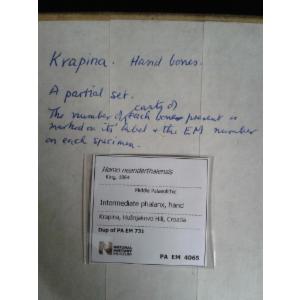 Krapina. Hand bones.
A partial set.
casts of
The number of each bones present is
marked on its label & the EM number
on each specimen.
Homo neanderthalensis
King, 1864
Middle Palaeolithic
Intermediate phalanx, hand
Krapina, Hušnjakovo Hill, Croatia
Dup of PA EM 731
NATURAL
HISTORY
MUSEUM
PA EM 4065